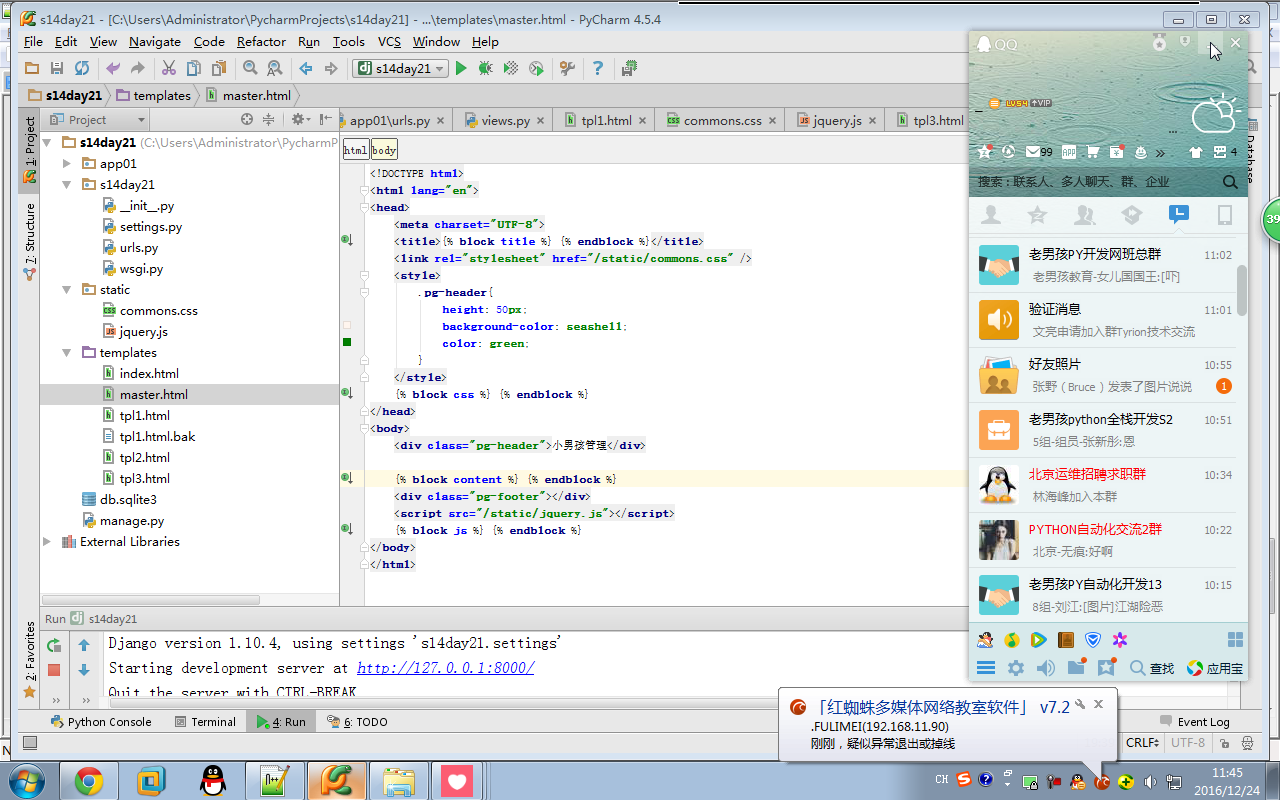 s14day21 - [C:\Users\Administrator\PycharmProjects\s14day21] - ...\templates\master.html - PyCharm 4.5.4
File Edit View Navigate Code Refactor Run Tools VCS Window Help
s14day21
s14day21 templates master.html
Project
app01\urls.py views.py tpl1.html commons.css jquery.js tpl3.html
1: Project
7: Structure
2: Favorites
Database
s14day21 (C:\Users\Administrator\PycharmP
app01
s14day21
__init__.py
settings.py
urls.py
wsgi.py
static
commons.css
jquery.js
templates
index.html
master.html
tpl1.html
tpl1.html.bak
tpl2.html
tpl3.html
db.sqlite3
manage.py
External Libraries
html body
<!DOCTYPE html>
<html lang="en">
<head>
<meta charset="UTF-8">
<title>{% block title %} {% endblock %}</title>
<link rel="stylesheet" href="/static/commons.css" />
<style>
.pg-header{
height: 50px;
background-color: seashell;
color: green;
}
</style>
{% block css %} {% endblock %}
</head>
<body>
<div class="pg-header">小男孩管理</div>
{% block content %} {% endblock %}
<div class="pg-footer"></div>
<script src="/static/jquery.js"></script>
{% block js %} {% endblock %}
</body>
</html>
Run s14day21
Django version 1.10.4, using settings 's14day21.settings'
Starting development server at http://127.0.0.1:8000/
Quit the server with CTRL-BREAK
Python Console Terminal 4: Run 6: TODO Event Log
CRLF UTF-8
QQ
LV54 VIP
99 APP 4
搜索：联系人、多人聊天、群、企业
39
老男孩PY开发网班总群 11:02
老男孩教育-女儿国国王:[吓]
验证消息 11:01
文亮申请加入群Tyrion技术交流
好友照片 10:55
张野（Bruce）发表了图片说说 1
老男孩python全栈开发S2 10:51
5组-组员-张新彤:恩
北京运维招聘求职群 10:34
林海峰加入本群
PYTHON自动化交流2群 10:22
北京-无痕:好啊
老男孩PY自动化开发13 10:15
8组-刘江:[图片]江湖险恶
查找 应用宝
「红蜘蛛多媒体网络教室软件」 v7.2
.FULIMEI(192.168.11.90)
刚刚，疑似异常退出或掉线
CH
11:45
2016/12/24